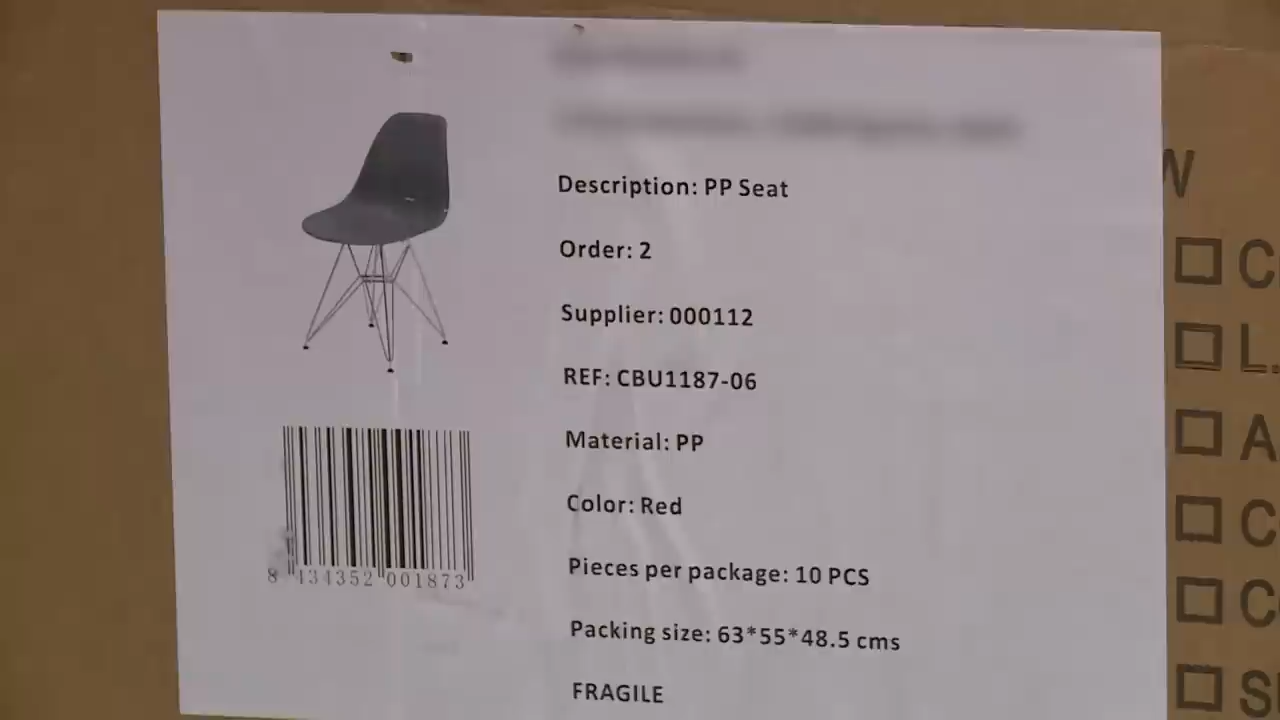 Description: PP Seat
Order: 2
Supplier: 000112
REF: CBU1187-06
Material: PP
Color: Red
Pieces per package: 10 PCS
Packing size: 63*55*48.5 cms
FRAGILE
8 434352 001873
W
C
L.
A
C
C